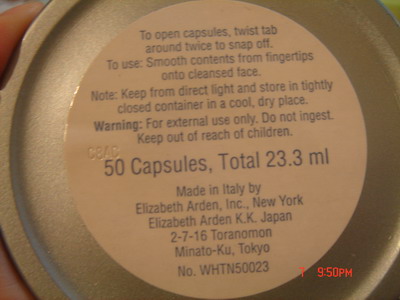 To open capsules, twist tab
around twice to snap off.
To use: Smooth contents from fingertips
onto cleansed face.
Note: Keep from direct light and store in tightly
closed container in a cool, dry place.
Warning: For external use only. Do not ingest.
Keep out of reach of children.
50 Capsules, Total 23.3 ml
Made in Italy by
Elizabeth Arden, Inc., New York
Elizabeth Arden K.K. Japan
2-7-16 Toranomon
Minato-Ku, Tokyo
No. WHTN50023
9:50PM